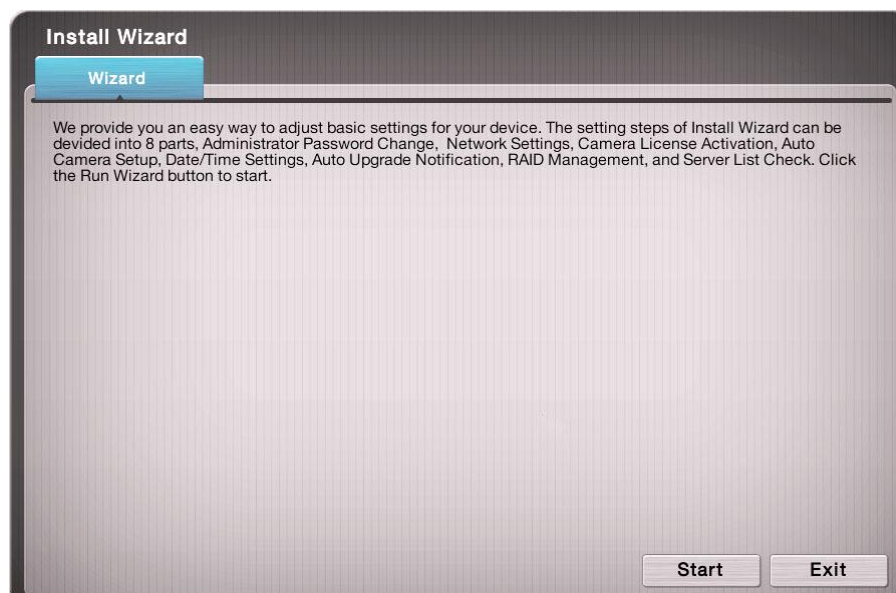 Install Wizard
Wizard
We provide you an easy way to adjust basic settings for your device. The setting steps of Install Wizard can be
devided into 8 parts, Administrator Password Change,  Network Settings, Camera License Activation, Auto
Camera Setup, Date/Time Settings, Auto Upgrade Notification, RAID Management, and Server List Check. Click
the Run Wizard button to start.
Start
Exit